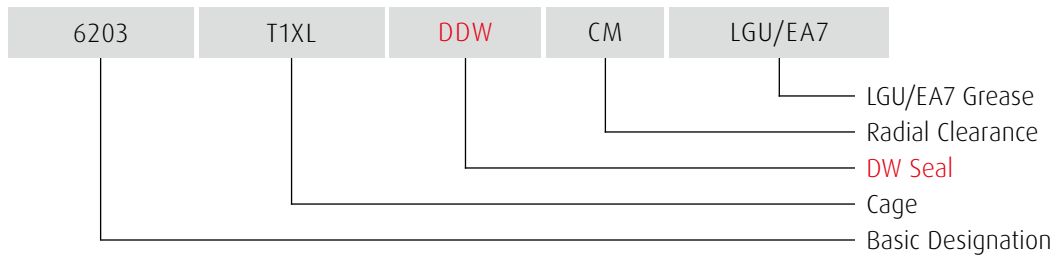 6203 T1XL DDW CM LGU/EA7
LGU/EA7 Grease
Radial Clearance
DW Seal
Cage
Basic Designation